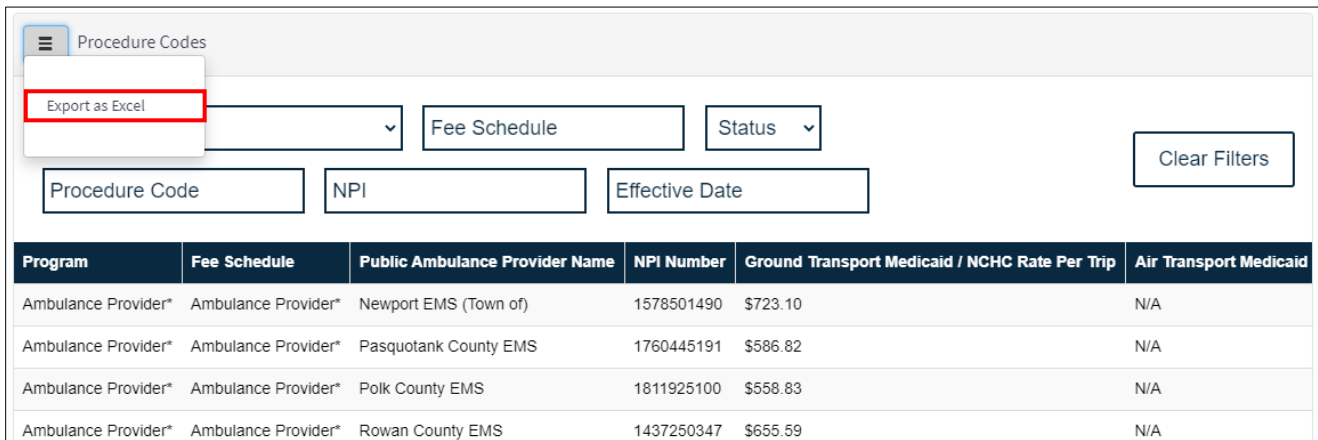 Procedure Codes
Export as Excel
Fee Schedule Status
Clear Filters
Procedure Code NPI Effective Date
Program Fee Schedule Public Ambulance Provider Name NPI Number Ground Transport Medicaid / NCHC Rate Per Trip Air Transport Medicaid
Ambulance Provider* Ambulance Provider* Newport EMS (Town of) 1578501490 $723.10 N/A
Ambulance Provider* Ambulance Provider* Pasquotank County EMS 1760445191 $586.82 N/A
Ambulance Provider* Ambulance Provider* Polk County EMS 1811925100 $558.83 N/A
Ambulance Provider* Ambulance Provider* Rowan County EMS 1437250347 $655.59 N/A